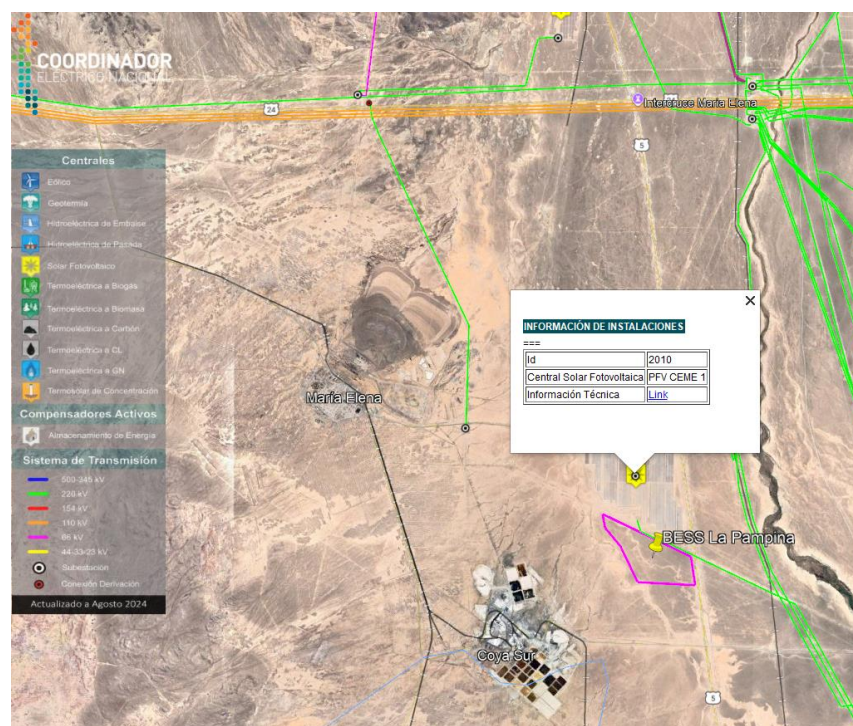 COORDINADOR
ELÉCTRICO NACIONAL
24
Intercruce María Elena
5
Centrales
Eólico
Geotermia
Hidroeléctrica de Embalse
Hidroeléctrica de Pasada
Solar Fotovoltaico
Termoeléctrica a Biogás
Termoeléctrica a Biomasa
Termoeléctrica a Carbón
Termoeléctrica a CL
Termoeléctrica a GN
Termosolar de Concentración
Compensadores Activos
Almacenamiento de Energía
Sistema de Transmisión
500-345 kV
220 kV
154 kV
110 kV
66 kV
44-33-23 kV
Subestación
Conexión Derivación
Actualizado a Agosto 2024
INFORMACIÓN DE INSTALACIONES
===
Id 2010
Central Solar Fotovoltaica PFV CEME 1
Información Técnica Link
María Elena
BESS La Pampina
Coya Sur
5